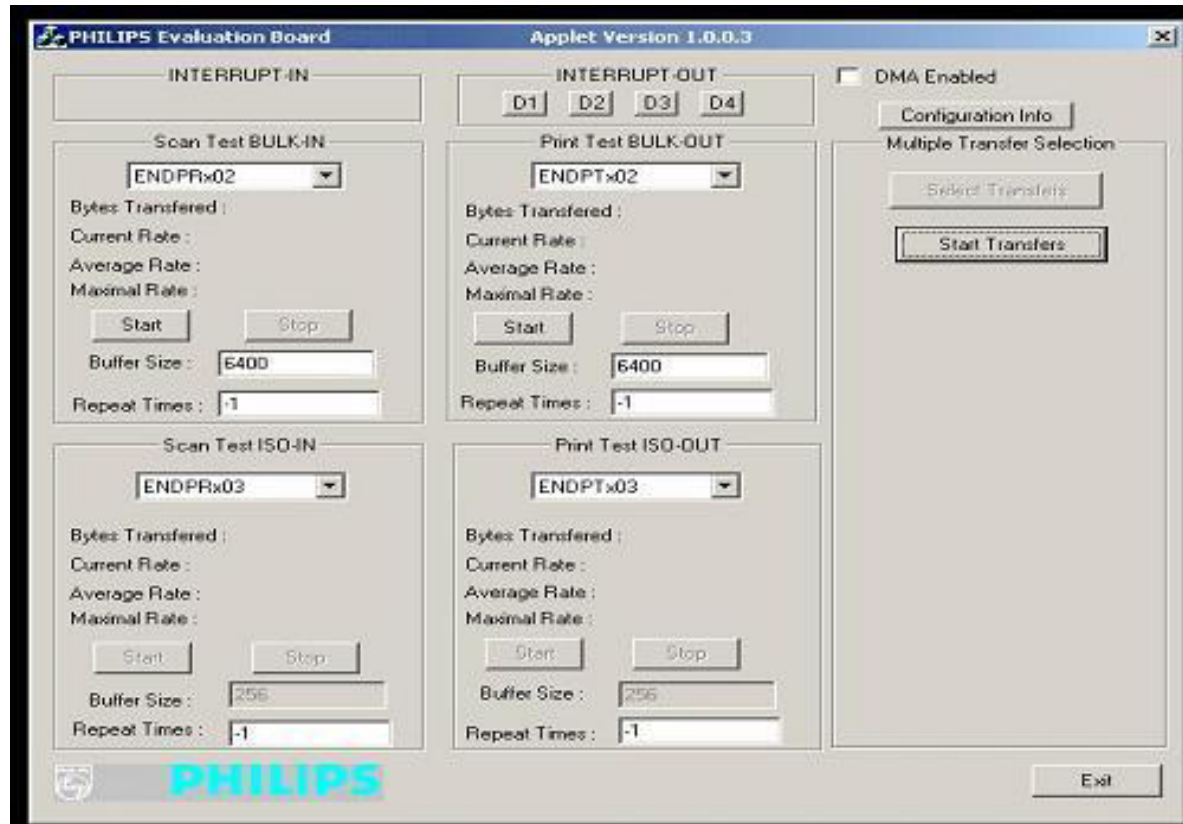 PHILIPS Evaluation Board Applet Version 1.0.0.3
INTERRUPT-IN
INTERRUPT-OUT
D1 D2 D3 D4
DMA Enabled
Configuration Info
Scan Test BULK-IN
ENDPRx02
Bytes Transfered :
Current Rate :
Average Rate :
Maximal Rate :
Start Stop
Buffer Size : 6400
Repeat Times : -1
Print Test BULK-OUT
ENDPTx02
Bytes Transfered :
Current Rate :
Average Rate :
Maximal Rate :
Start Stop
Buffer Size : 6400
Repeat Times : -1
Multiple Transfer Selection
Select Transfers
Start Transfers
Scan Test ISO-IN
ENDPRx03
Bytes Transfered :
Current Rate :
Average Rate :
Maximal Rate :
Start Stop
Buffer Size : 256
Repeat Times : -1
Print Test ISO-OUT
ENDPTx03
Bytes Transfered :
Current Rate :
Average Rate :
Maximal Rate :
Start Stop
Buffer Size : 256
Repeat Times : -1
PHILIPS
Exit